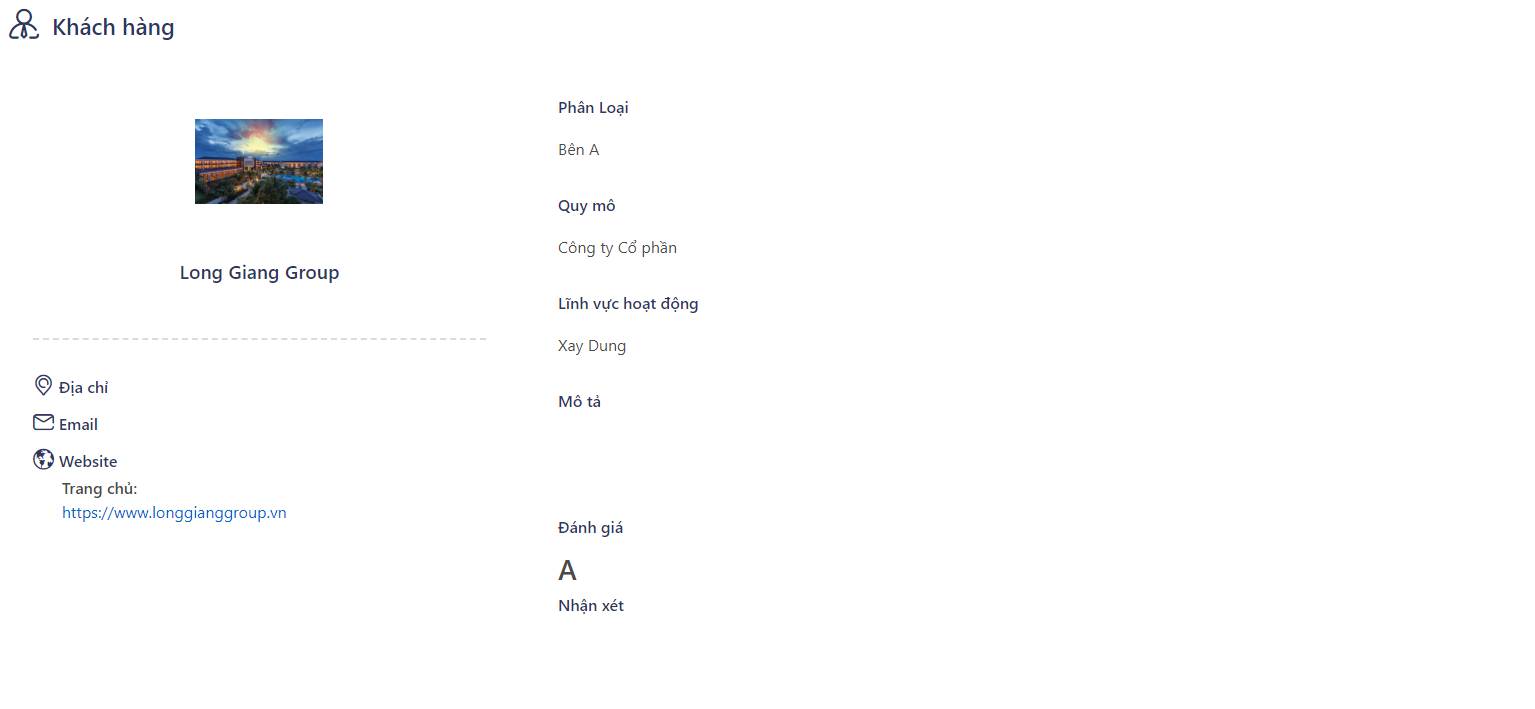 Khách hàng
Long Giang Group
Địa chỉ
Email
Website
Trang chủ:
https://www.longgianggroup.vn
Phân Loại
Bên A
Quy mô
Công ty Cổ phần
Lĩnh vực hoạt động
Xay Dung
Mô tả
Đánh giá
A
Nhận xét